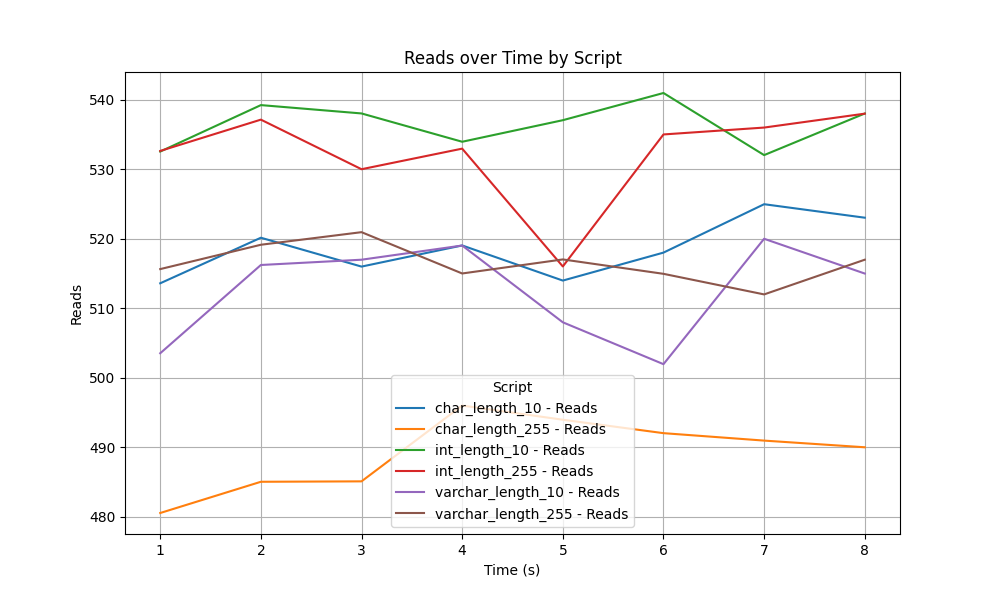 Reads over Time by Script
Reads
540
530
520
510
500
490
480
Script
char_length_10 - Reads
char_length_255 - Reads
int_length_10 - Reads
int_length_255 - Reads
varchar_length_10 - Reads
varchar_length_255 - Reads
1 2 3 4 5 6 7 8
Time (s)